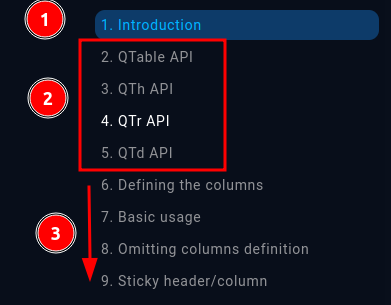 1
1. Introduction
2. QTable API
2
3. QTh API
4. QTr API
5. QTd API
6. Defining the columns
7. Basic usage
3
8. Omitting columns definition
9. Sticky header/column